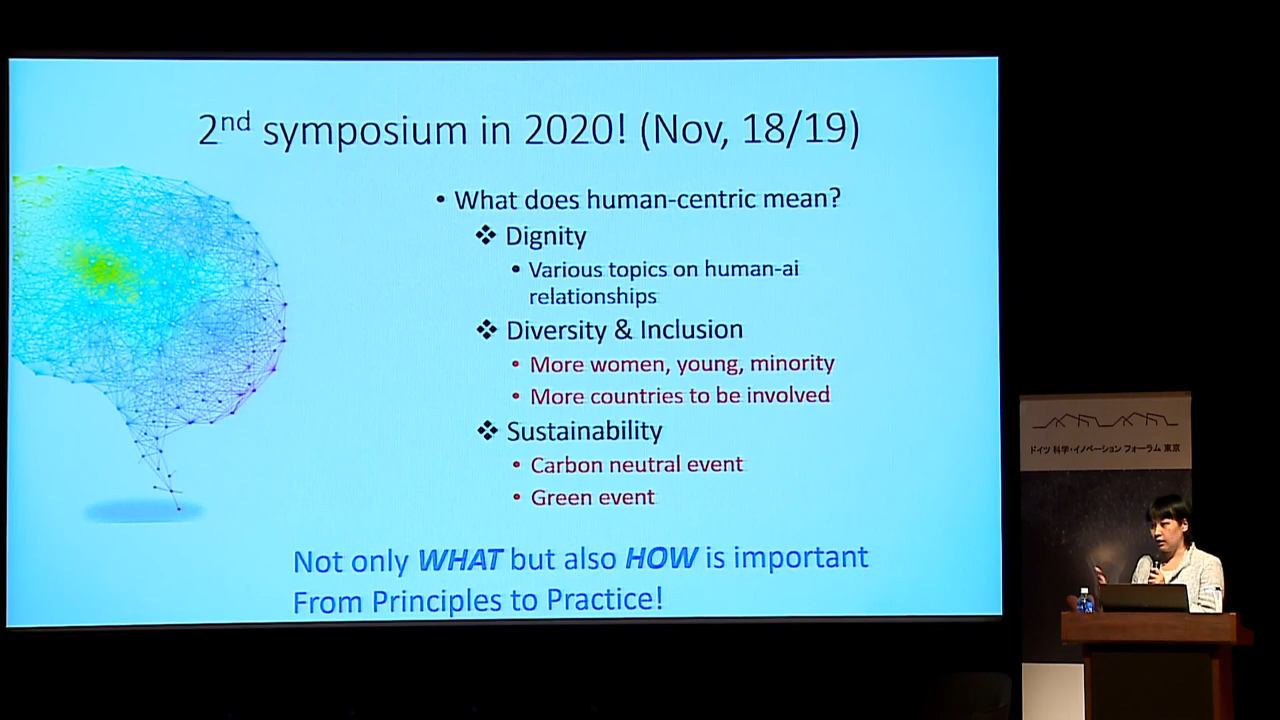 2nd symposium in 2020! (Nov, 18/19)
• What does human-centric mean?
❖ Dignity
• Various topics on human-ai
relationships
❖ Diversity & Inclusion
• More women, young, minority
• More countries to be involved
❖ Sustainability
• Carbon neutral event
• Green event
Not only WHAT but also HOW is important
From Principles to Practice!
ドイツ 科学・イノベーション フォーラム 東京